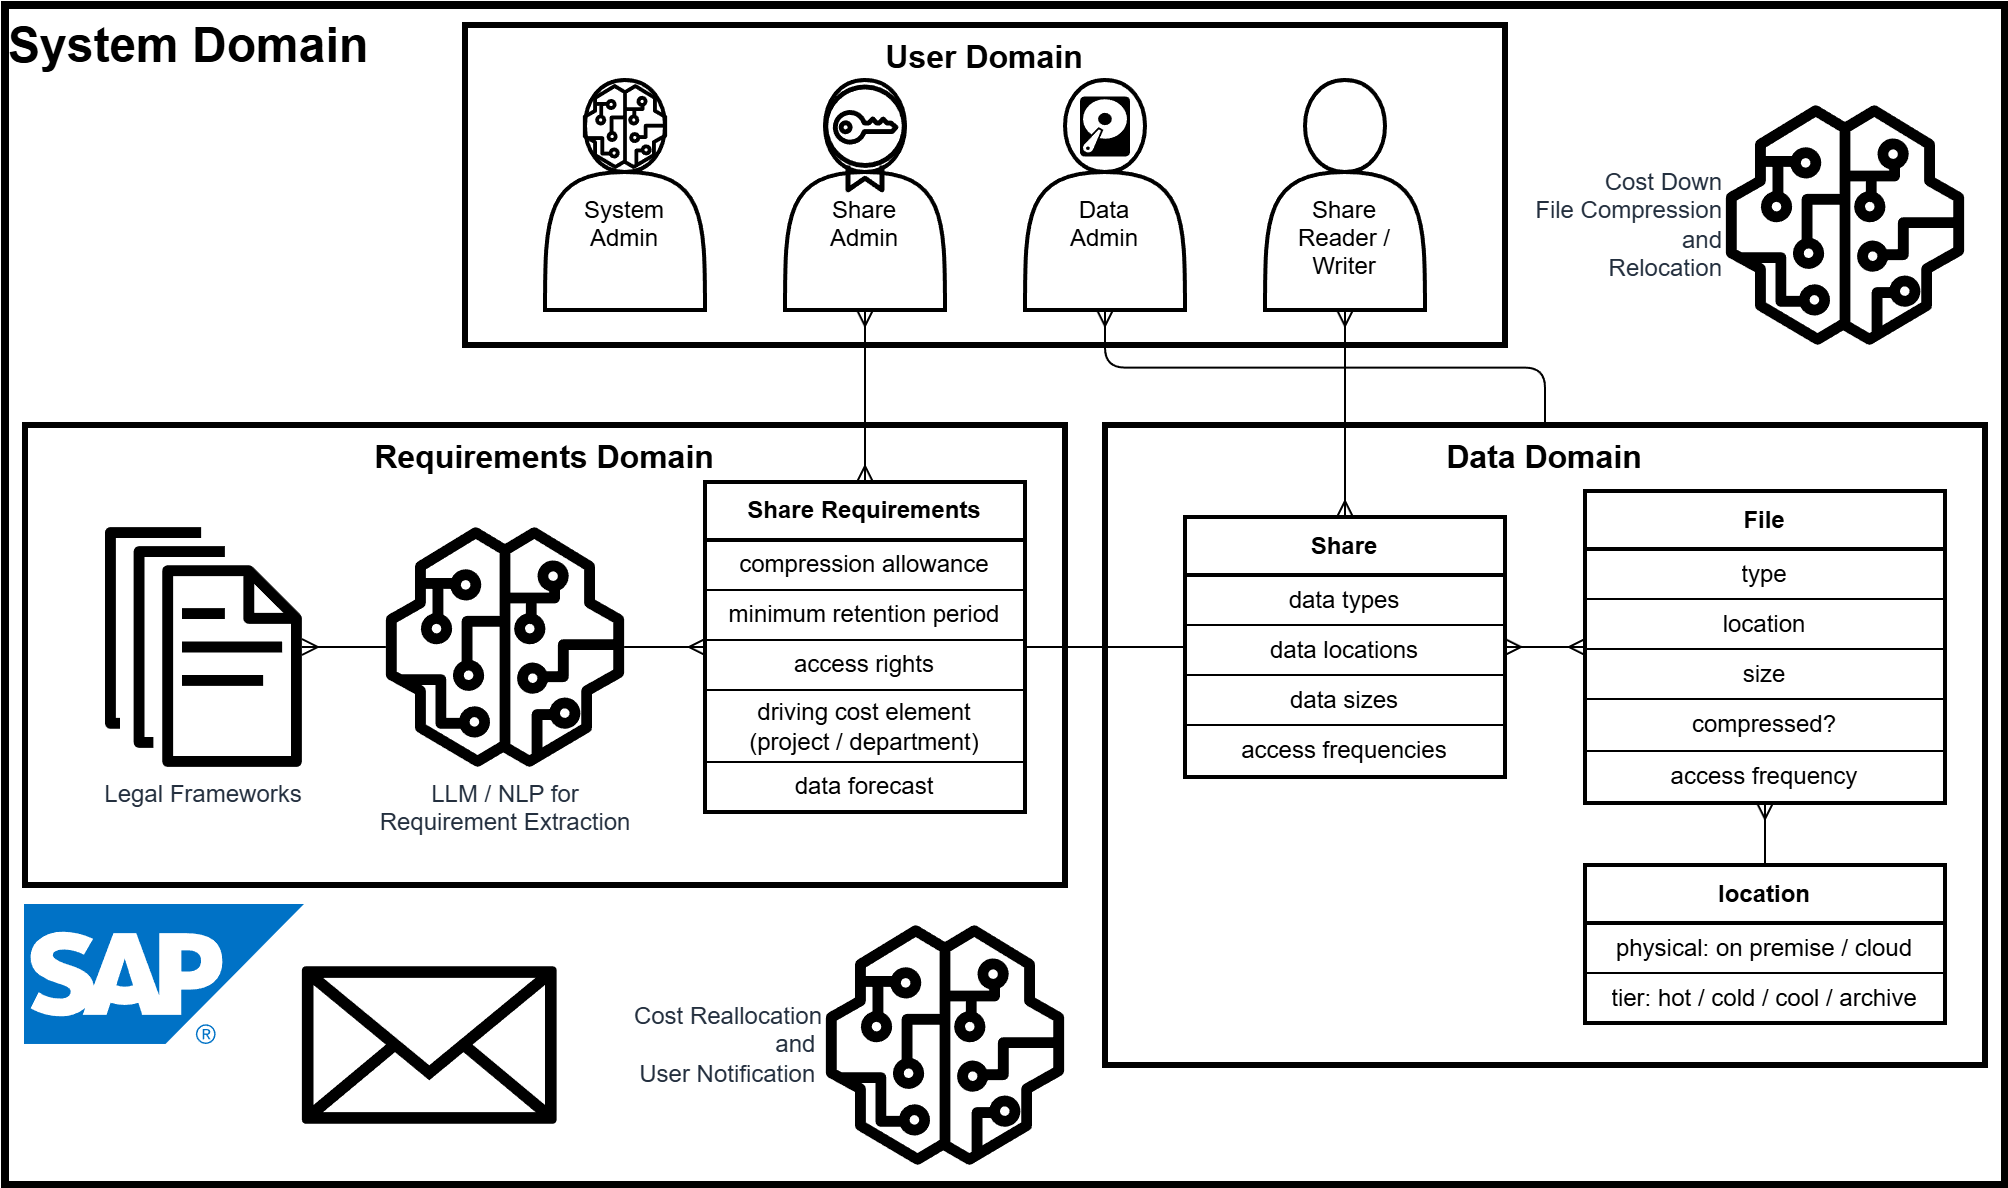 System Domain
User Domain
System
Admin
Share
Admin
Data
Admin
Share
Reader /
Writer
Cost Down
File Compression
and
Relocation
Requirements Domain
Legal Frameworks
LLM / NLP for
Requirement Extraction
Share Requirements
compression allowance
minimum retention period
access rights
driving cost element
(project / department)
data forecast
Data Domain
Share
data types
data locations
data sizes
access frequencies
File
type
location
size
compressed?
access frequency
location
physical: on premise / cloud
tier: hot / cold / cool / archive
SAP
®
Cost Reallocation
and
User Notification